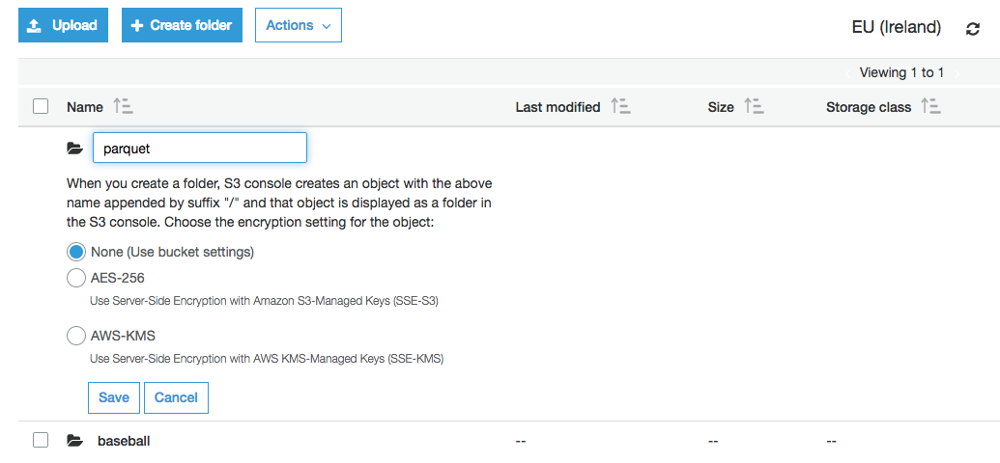 Upload Create folder Actions EU (Ireland)
Viewing 1 to 1
Name Last modified Size Storage class
parquet
When you create a folder, S3 console creates an object with the above
name appended by suffix "/" and that object is displayed as a folder in
the S3 console. Choose the encryption setting for the object:
None (Use bucket settings)
AES-256
Use Server-Side Encryption with Amazon S3-Managed Keys (SSE-S3)
AWS-KMS
Use Server-Side Encryption with AWS KMS-Managed Keys (SSE-KMS)
Save Cancel
baseball -- -- --